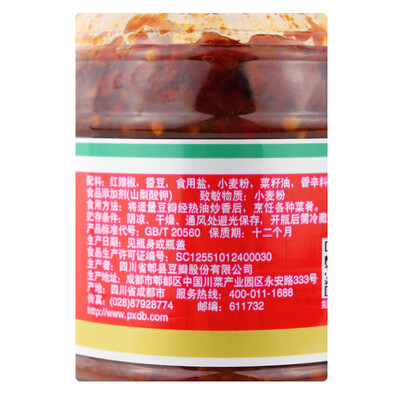 配料：红辣椒，蚕豆，食用盐，小麦粉，菜籽油，香辛料
食品添加剂(山梨酸钾)　致敏物质：小麦粉
食用方法：将适量豆瓣经热油炒香后，烹饪各种菜肴。
贮存条件：阴凉、干燥、通风处避光保存，开瓶后需冷藏
产品标准代号：GB/T 20560　保质期：十二个月
生产日期：见瓶身或瓶盖
食品生产许可证编号：SC12551012400030
生产者：四川省郫县豆瓣股份有限公司
生产地址：成都市郫都区中国川菜产业园区永安路333号
产地：四川省成都市　服务热线：400-011-1688
传真：(028)87928774　邮编：611732
http://www.pxdb.com